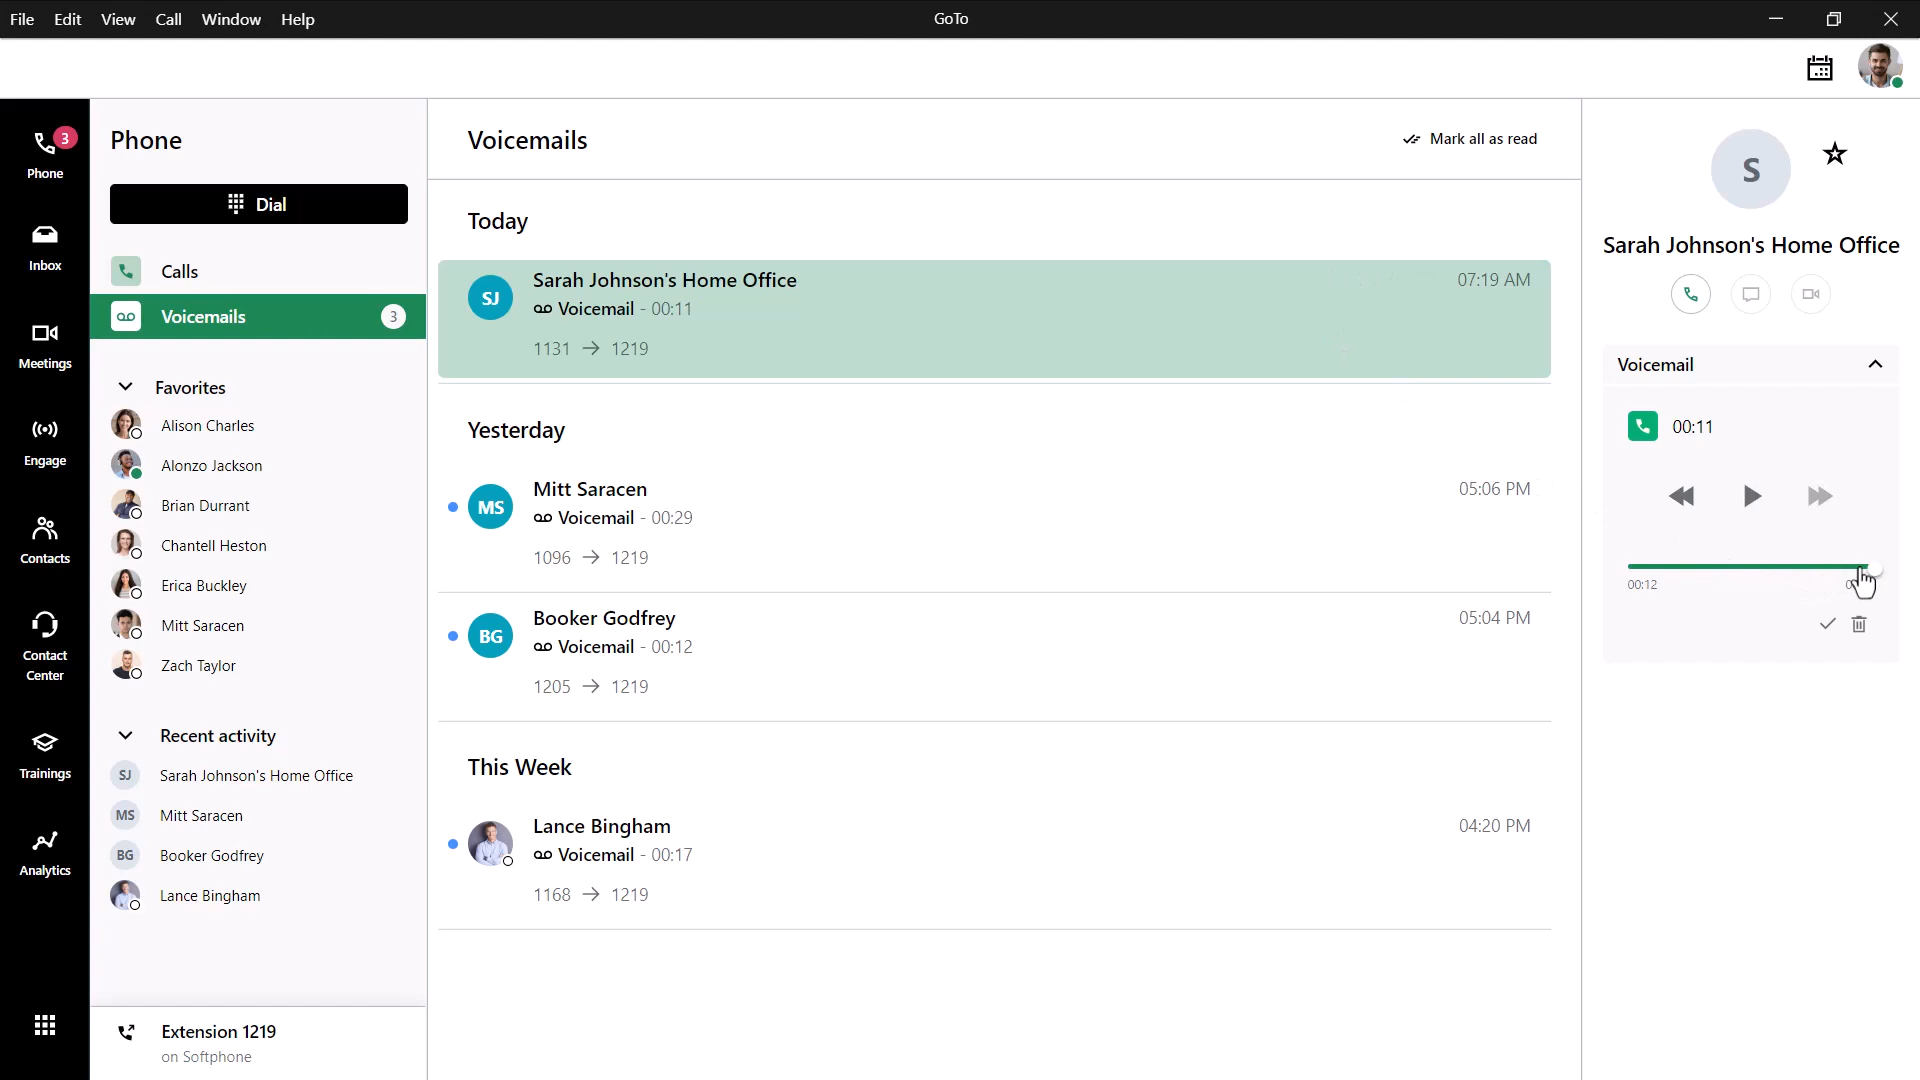 File Edit View Call Window Help
GoTo
3
Phone
Inbox
Meetings
Engage
Contacts
Contact
Center
Trainings
Analytics
Phone
Dial
Calls
Voicemails 3
Favorites
Alison Charles
Alonzo Jackson
Brian Durrant
Chantell Heston
Erica Buckley
Mitt Saracen
Zach Taylor
Recent activity
SJ Sarah Johnson's Home Office
MS Mitt Saracen
BG Booker Godfrey
Lance Bingham
Extension 1219
on Softphone
Voicemails
Mark all as read
Today
SJ
Sarah Johnson's Home Office 07:19 AM
Voicemail - 00:11
1131 → 1219
Yesterday
MS
Mitt Saracen 05:06 PM
Voicemail - 00:29
1096 → 1219
BG
Booker Godfrey 05:04 PM
Voicemail - 00:12
1205 → 1219
This Week
Lance Bingham 04:20 PM
Voicemail - 00:17
1168 → 1219
S
Sarah Johnson's Home Office
Voicemail
00:11
00:12